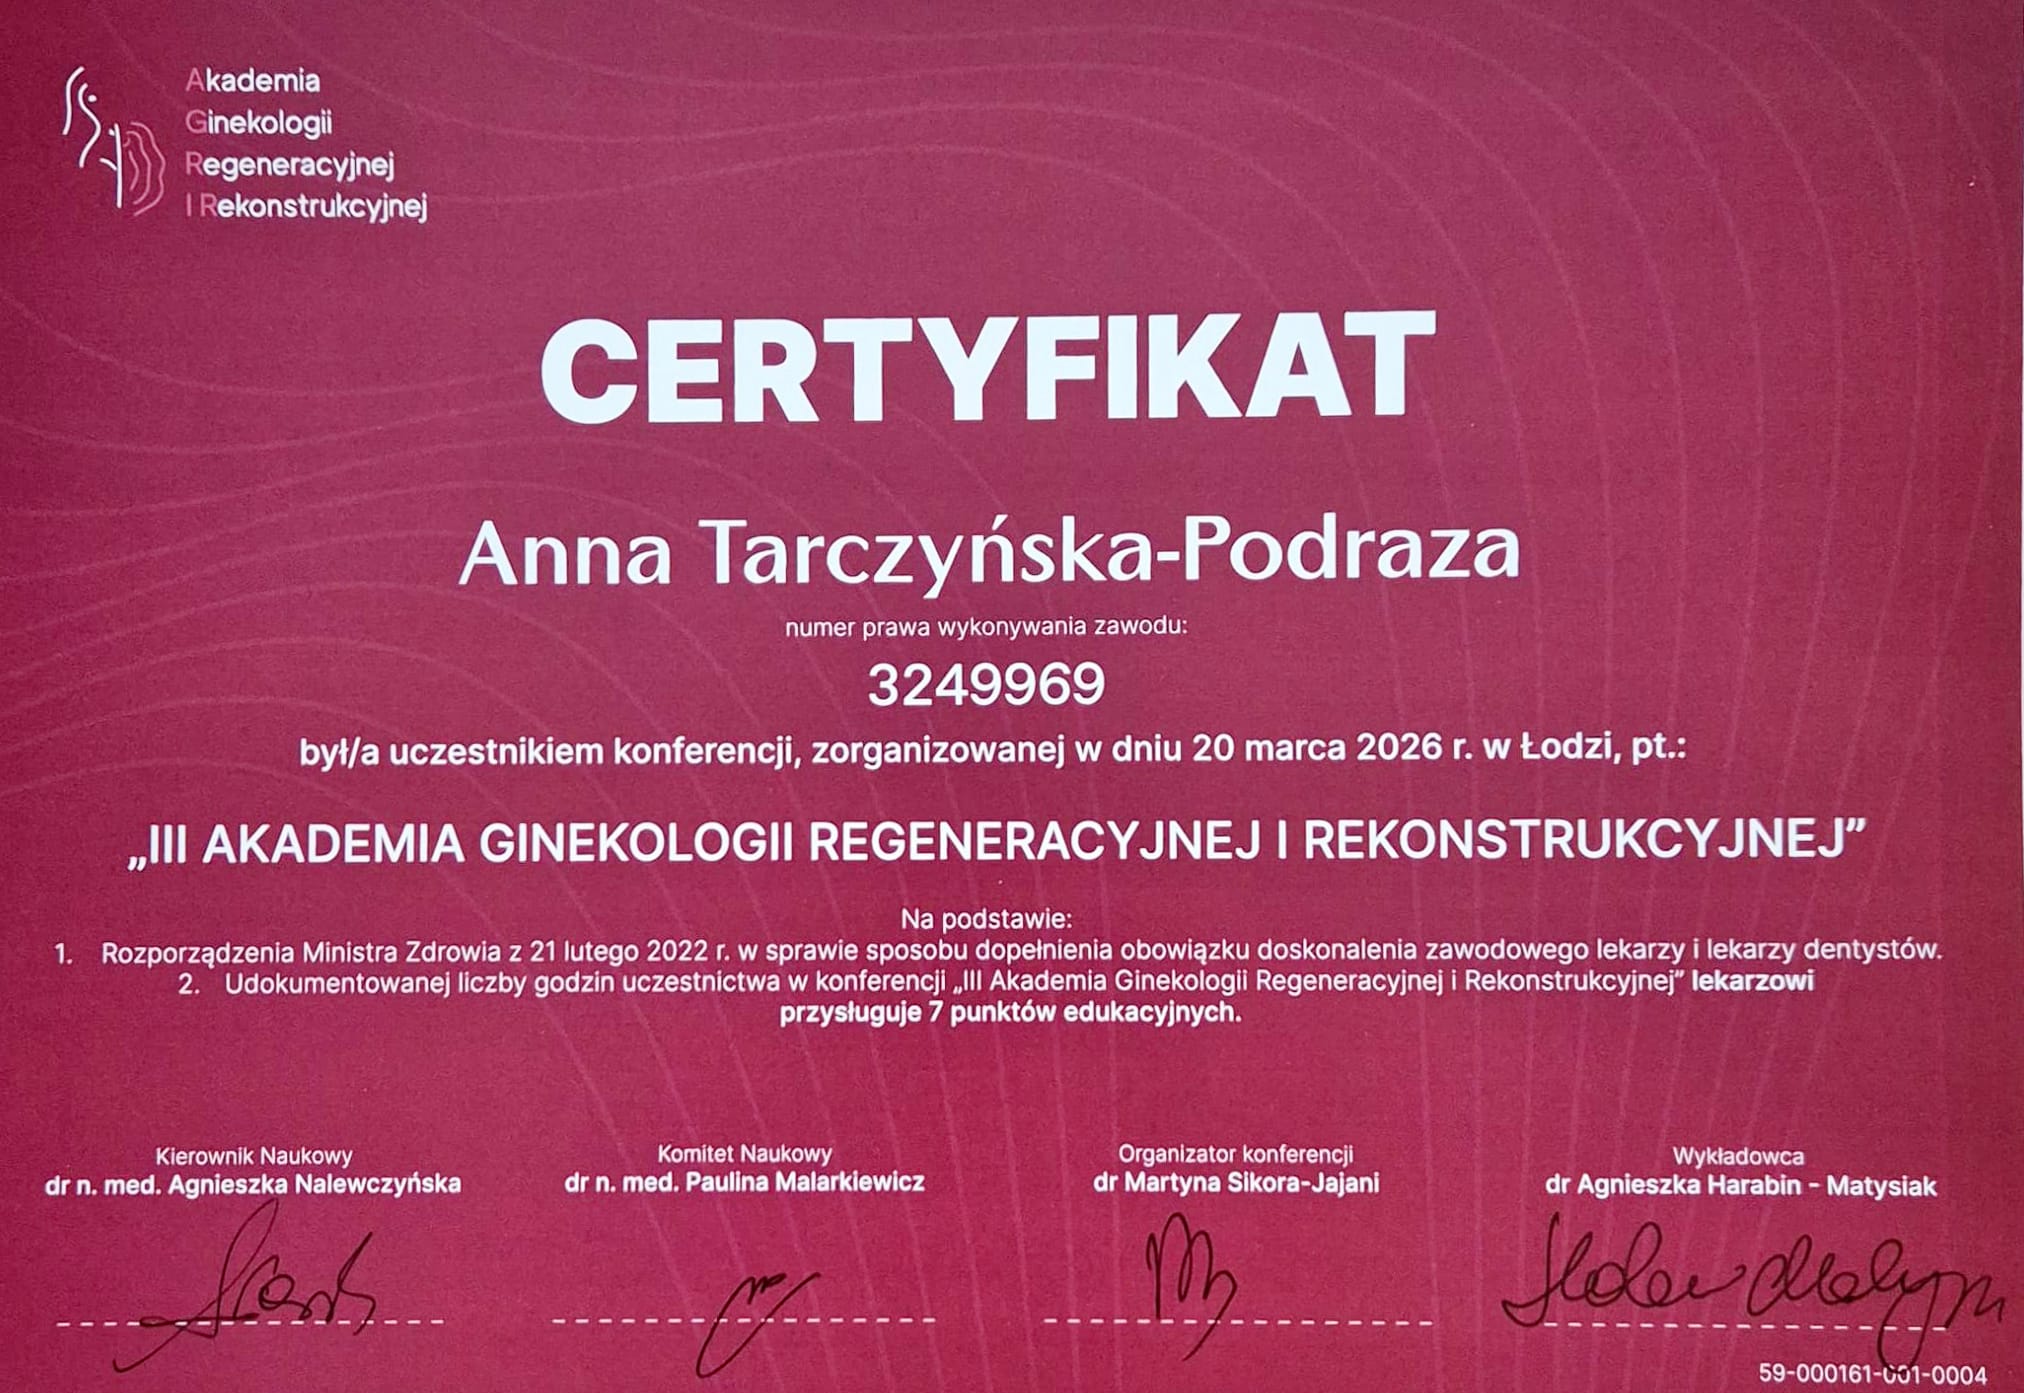 Akademia
Ginekologii
Regeneracyjnej
I Rekonstrukcyjnej
CERTYFIKAT
Anna Tarczyńska-Podraza
numer prawa wykonywania zawodu:
3249969
był/a uczestnikiem konferencji, zorganizowanej w dniu 20 marca 2026 r. w Łodzi, pt.:
„III AKADEMIA GINEKOLOGII REGENERACYJNEJ I REKONSTRUKCYJNEJ”
Na podstawie:
1. Rozporządzenia Ministra Zdrowia z 21 lutego 2022 r. w sprawie sposobu dopełnienia obowiązku doskonalenia zawodowego lekarzy i lekarzy dentystów.
2. Udokumentowanej liczby godzin uczestnictwa w konferencji „III Akademia Ginekologii Regeneracyjnej i Rekonstrukcyjnej” lekarzowi
przysługuje 7 punktów edukacyjnych.
Kierownik Naukowy
dr n. med. Agnieszka Nalewczyńska
Komitet Naukowy
dr n. med. Paulina Malarkiewicz
Organizator konferencji
dr Martyna Sikora-Jajani
Wykładowca
dr Agnieszka Harabin - Matysiak
59-000161-001-0004